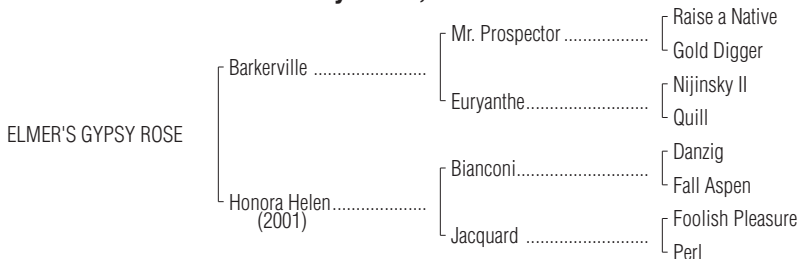 Raise a Native
Mr. Prospector ....................
Gold Digger
Barkerville ........................
Nijinsky II
Euryanthe............................
Quill
ELMER'S GYPSY ROSE
Danzig
Bianconi..............................
Fall Aspen
Honora Helen....................
(2001)
Foolish Pleasure
Jacquard ...........................
Perl